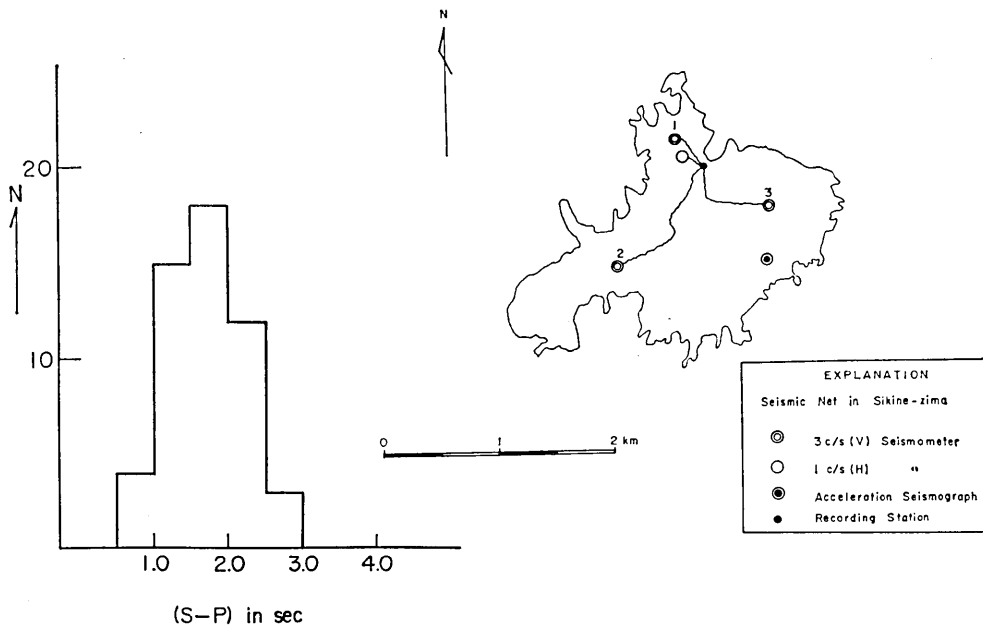 N
20
10
1.0 2.0 3.0 4.0
(S-P) in sec
N
1
2
3
0 1 2 km
EXPLANATION
Seismic Net in Sikine-zima
3 c/s (V) Seismometer
1 c/s (H) "
Acceleration Seismograph
Recording Station